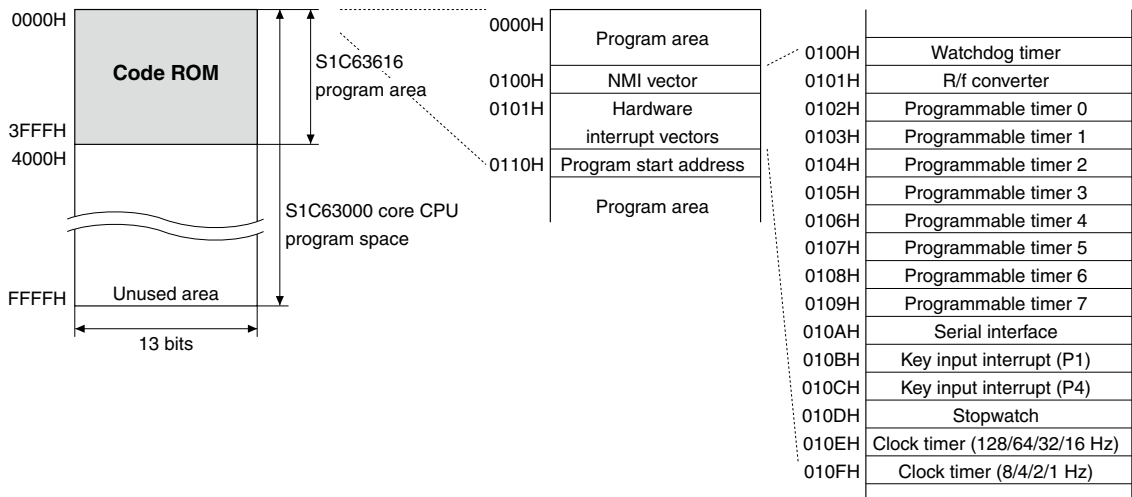 0000H
Code ROM
3FFFH
4000H
FFFFH
Unused area
13 bits
S1C63616
program area
S1C63000 core CPU
program space
0000H
Program area
0100H NMI vector
0101H Hardware
interrupt vectors
0110H Program start address
Program area
0100H Watchdog timer
0101H R/f converter
0102H Programmable timer 0
0103H Programmable timer 1
0104H Programmable timer 2
0105H Programmable timer 3
0106H Programmable timer 4
0107H Programmable timer 5
0108H Programmable timer 6
0109H Programmable timer 7
010AH Serial interface
010BH Key input interrupt (P1)
010CH Key input interrupt (P4)
010DH Stopwatch
010EH Clock timer (128/64/32/16 Hz)
010FH Clock timer (8/4/2/1 Hz)